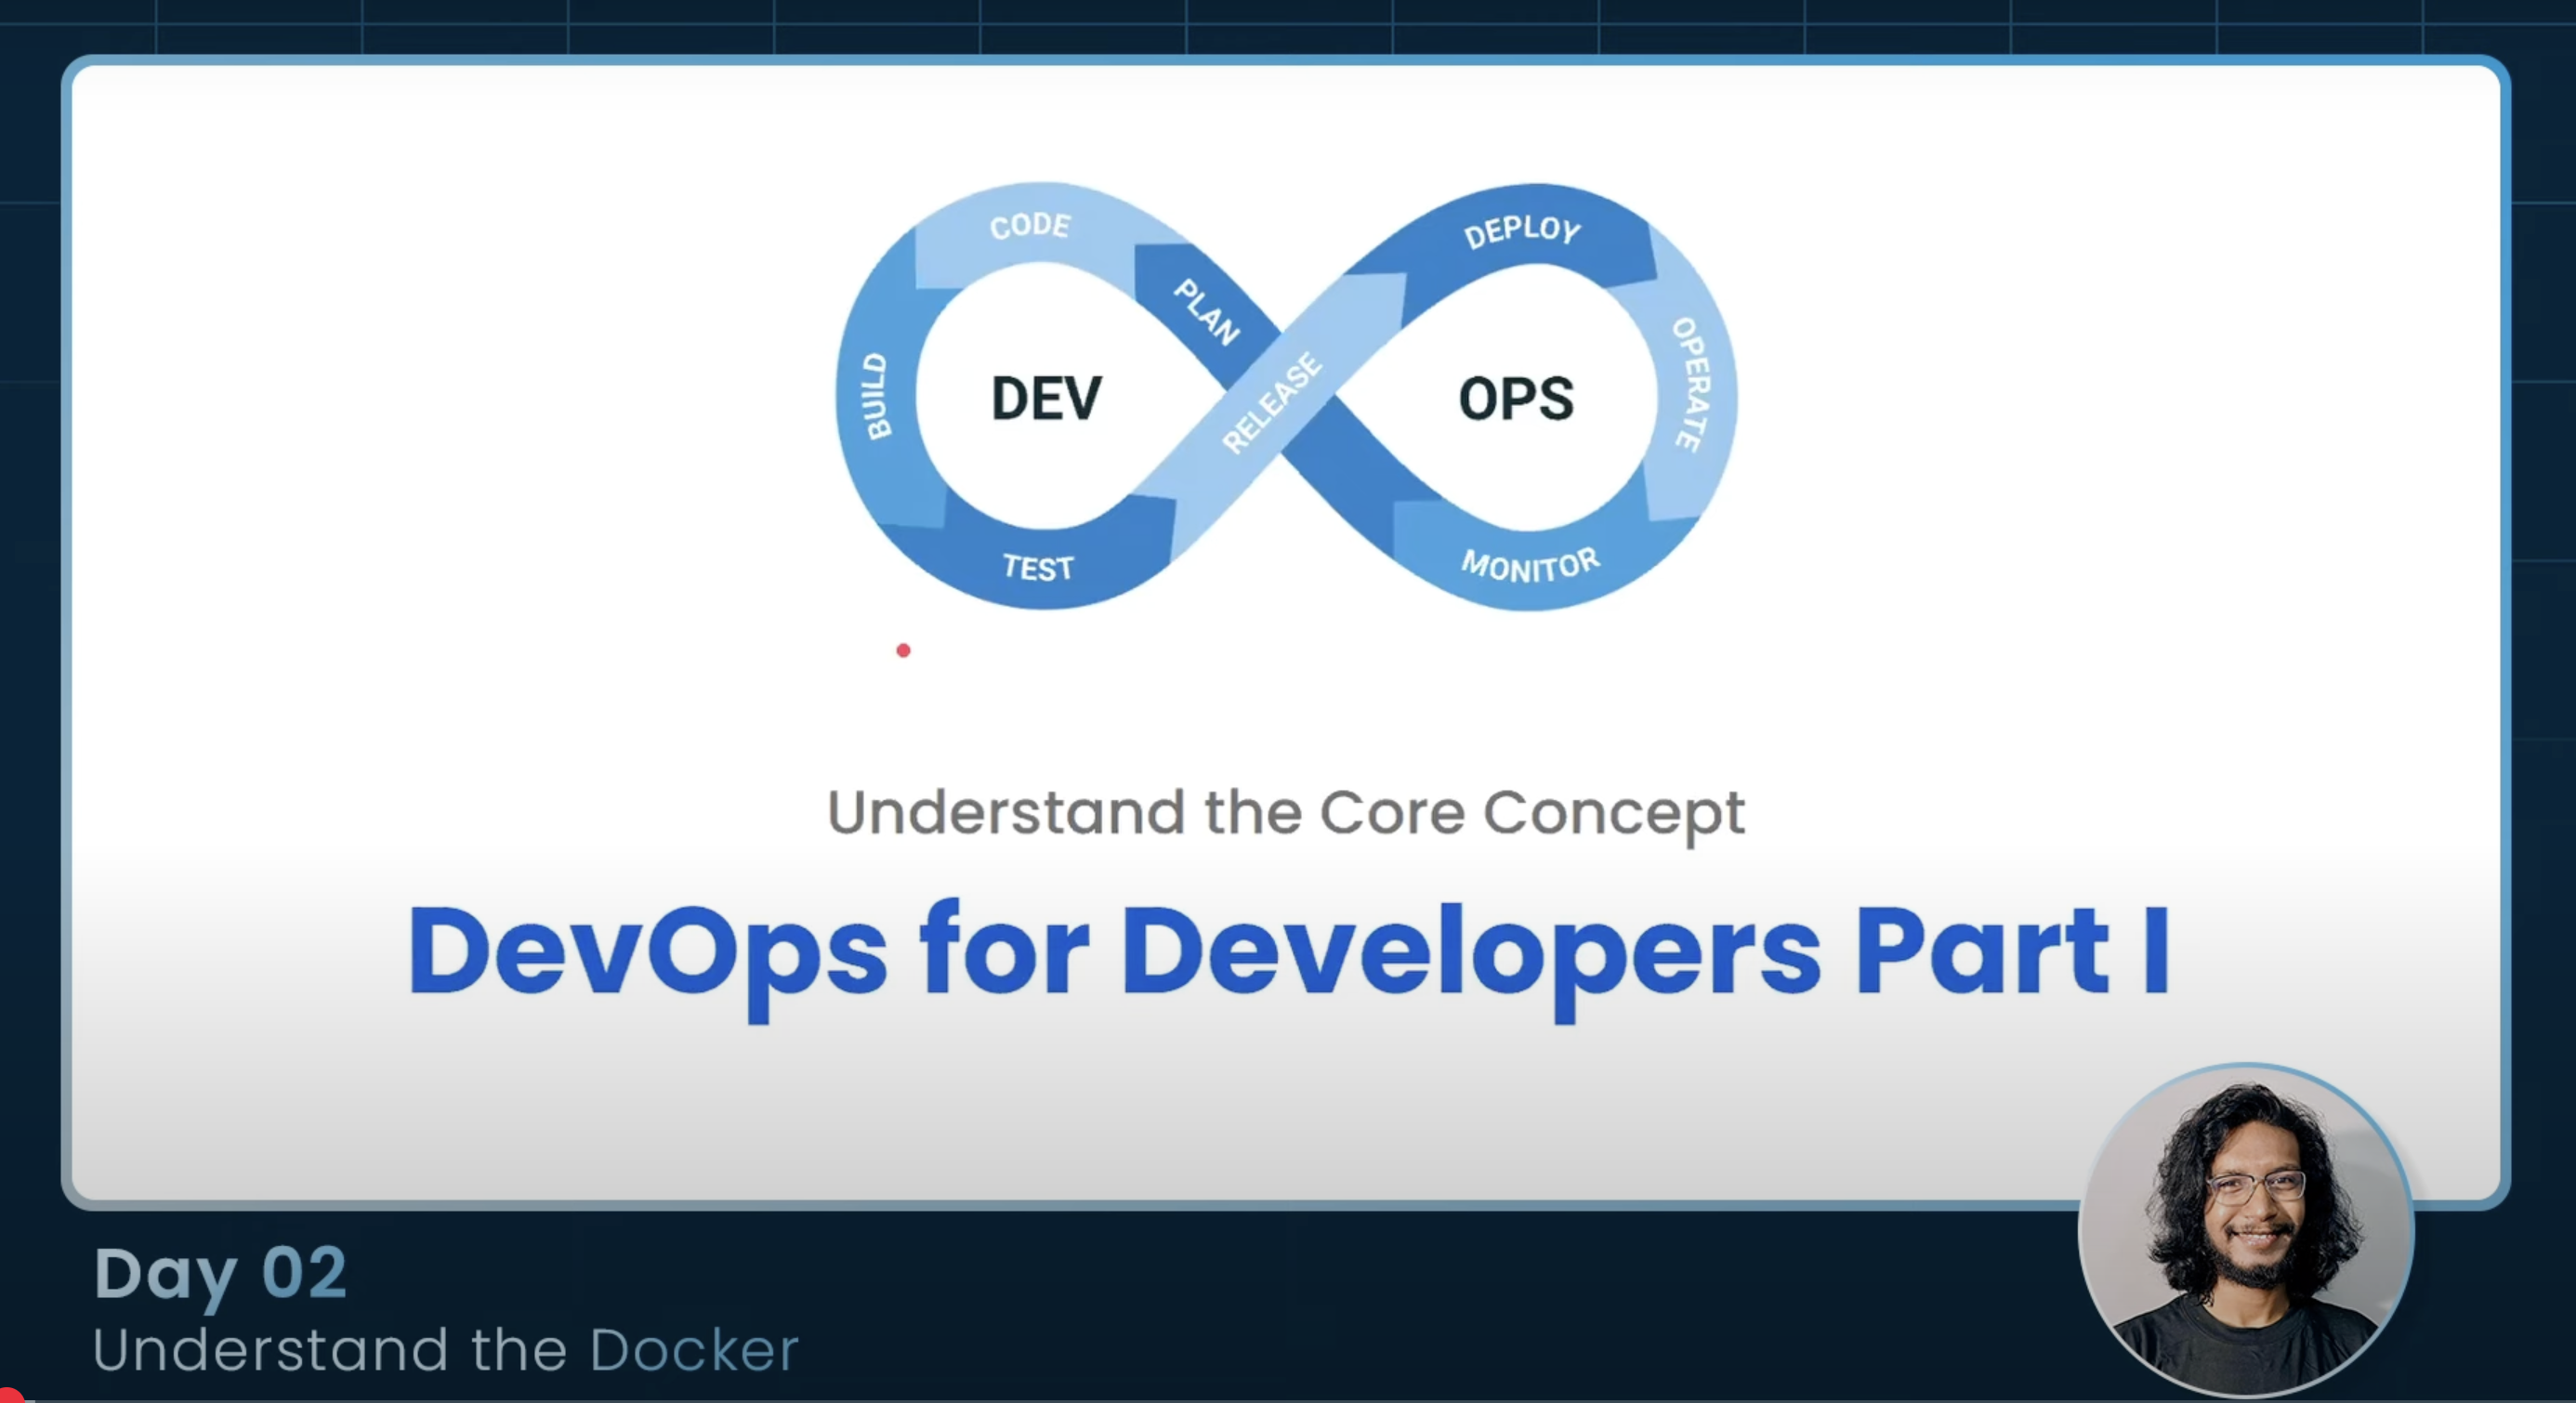 CODE
PLAN
BUILD
DEV
TEST
RELEASE
DEPLOY
OPS
OPERATE
MONITOR
Understand the Core Concept
DevOps for Developers Part I
Day 02
Understand the Docker